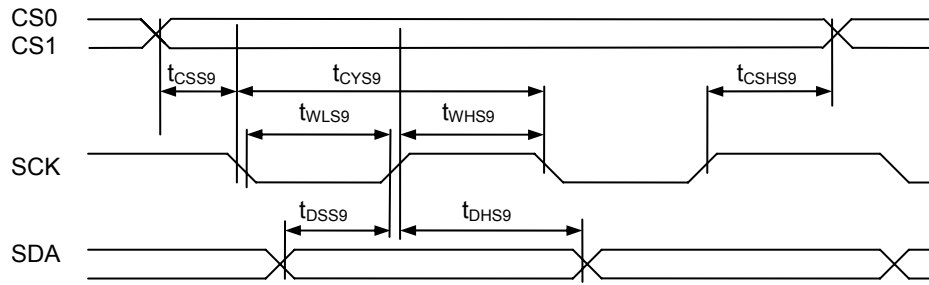 CS0
CS1
tCSS9 tCYS9 tCSHS9
tWLS9 tWHS9
SCK
tDSS9 tDHS9
SDA